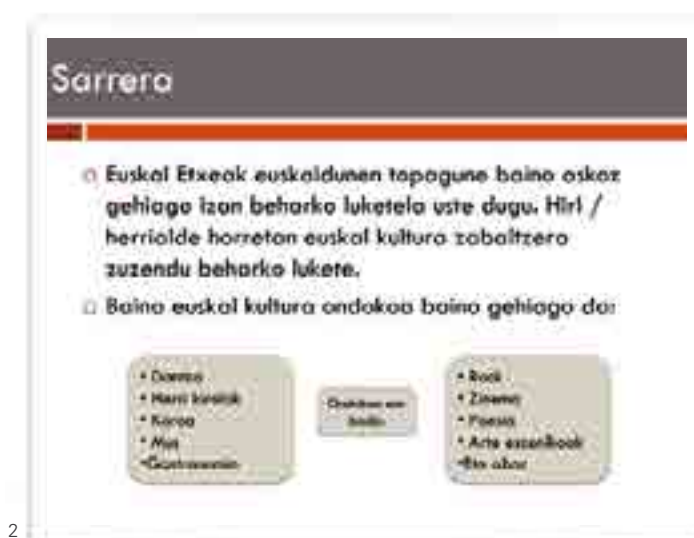 Sarrera
Euskal Etxeak euskaldunen topagune baino askoz
gehiago izan beharko luketela uste dugu. Hiri /
herrialde horretan euskal kultura zabaltzera
zuzendu beharko lukete.
Baina euskal kultura ondokoa baino gehiago da:
• Dantza
• Herri kirolak
• Koroa
• Mus
•Gastronomia
• Rock
• Zinema
• Poesia
• Arte eszenikoak
•Eta abar
2